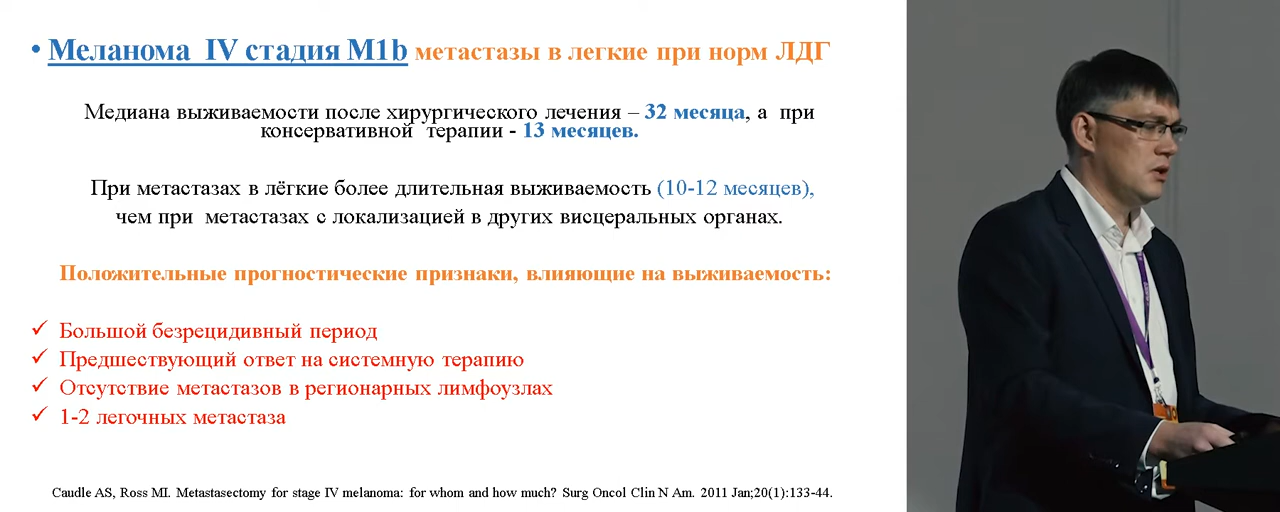 • Меланома IV стадия М1b метастазы в легкие при норм ЛДГ
Медиана выживаемости после хирургического лечения – 32 месяца, а при
консервативной терапии - 13 месяцев.
При метастазах в лёгкие более длительная выживаемость (10-12 месяцев),
чем при метастазах с локализацией в других висцеральных органах.
Положительные прогностические признаки, влияющие на выживаемость:
✓ Большой безрецидивный период
✓ Предшествующий ответ на системную терапию
✓ Отсутствие метастазов в регионарных лимфоузлах
✓ 1-2 легочных метастаза
Caudle AS, Ross MI. Metastasectomy for stage IV melanoma: for whom and how much? Surg Oncol Clin N Am. 2011 Jan;20(1):133-44.